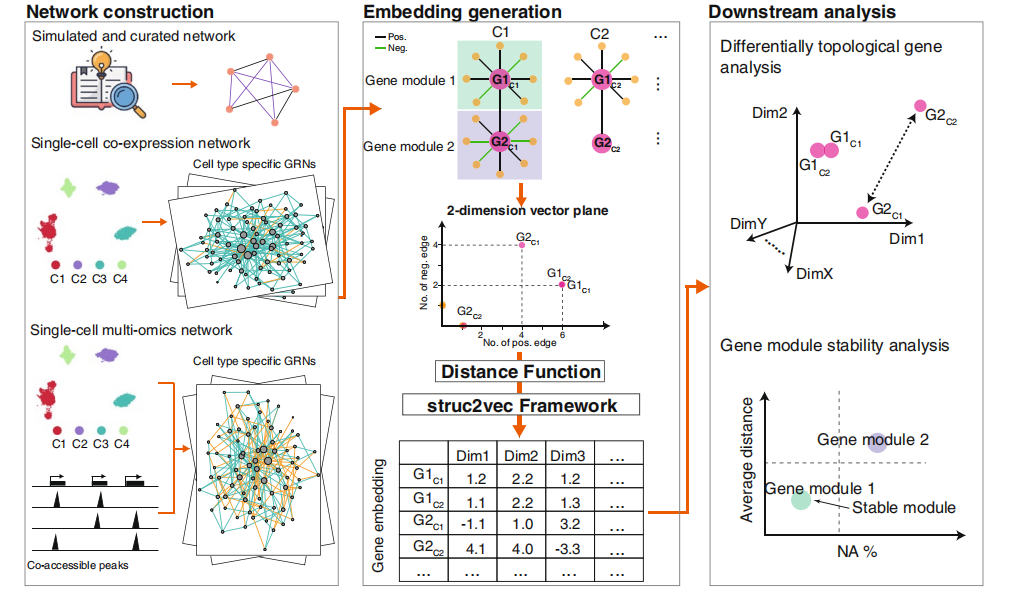 Network construction
Simulated and curated network
Single-cell co-expression network
Cell type specific GRNs
C1 C2 C3 C4
Single-cell multi-omics network
Cell type specific GRNs
C1 C2 C3 C4
Co-accessible peaks
Embedding generation
Pos.
Neg.
C1
C2
...
Gene module 1
G1C1
G1C2
Gene module 2
G2C1
G2C2
2-dimension vector plane
No. of neg. edge
4
2
G2C1
G1C2
G1C1
G2C2
2 4 6
No. of pos. edge
Distance Function
struc2vec Framework
Gene embedding
Dim1 Dim2 Dim3 ...
G1C1 1.2 2.2 1.2 ...
G1C2 1.1 2.2 1.3 ...
G2C1 -1.1 1.0 3.2 ...
G2C2 4.1 4.0 -3.3 ...
... ... ... ... ...
Downstream analysis
Differentially topological gene
analysis
Dim2
G2C2
G1C1
G1C2
G2C1
DimY
Dim1
DimX
Gene module stability analysis
Average distance
Gene module 2
Gene module 1
Stable module
NA %